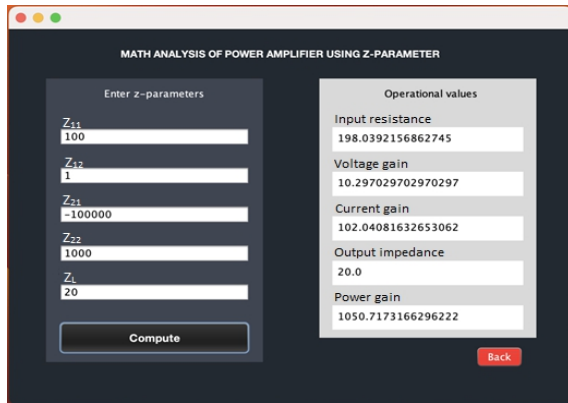 MATH ANALYSIS OF POWER AMPLIFIER USING Z-PARAMETER
Enter z-parameters
Z₁₁
100
Z₁₂
1
Z₂₁
-100000
Z₂₂
1000
Z_L
20
Compute
Operational values
Input resistance
198.0392156862745
Voltage gain
10.297029702970297
Current gain
102.04081632653062
Output impedance
20.0
Power gain
1050.7173166296222
Back